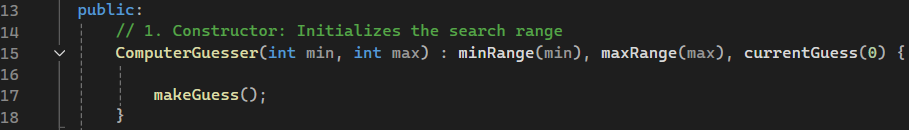 13 public:
14 // 1. Constructor: Initializes the search range
15 ComputerGuesser(int min, int max) : minRange(min), maxRange(max), currentGuess(0) {
16
17 makeGuess();
18 }